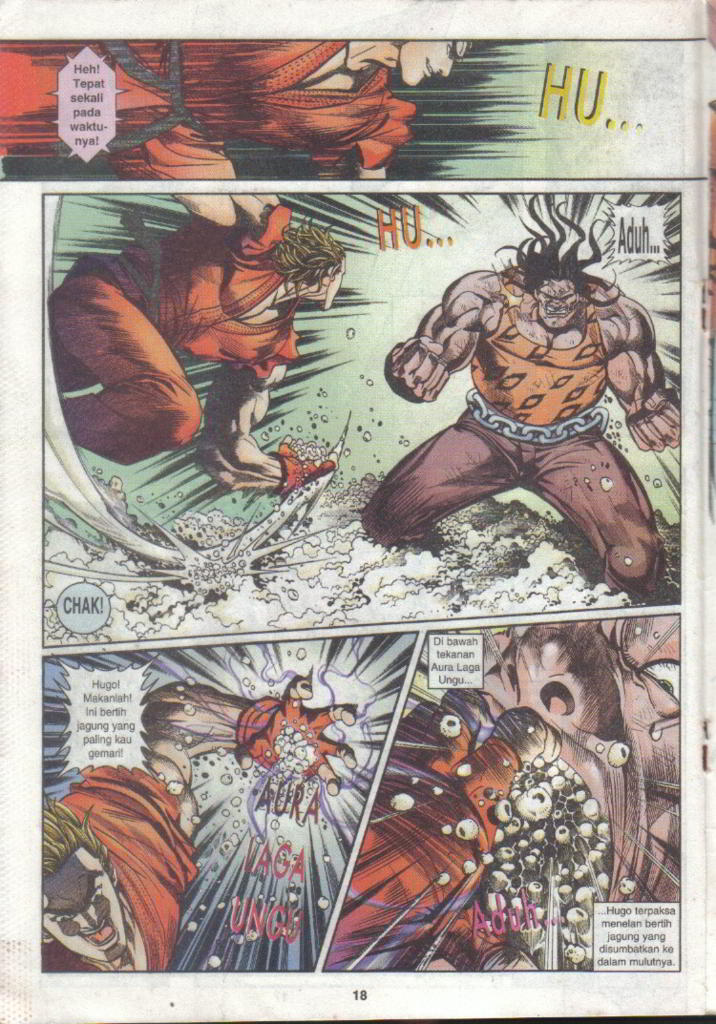 Heh!
Tepat
sekali
pada
waktu-
nya!
HU...
HU...
Aduh...
CHAK!
Hugo!
Makanlah!
Ini bertih
jagung yang
paling kau
gemari!
AURA
LAGA
UNGU
Di bawah
tekanan
Aura Laga
Ungu...
Aduh...
...Hugo terpaksa
menelan bertih
jagung yang
disumbatkan ke
dalam mulutnya.
18